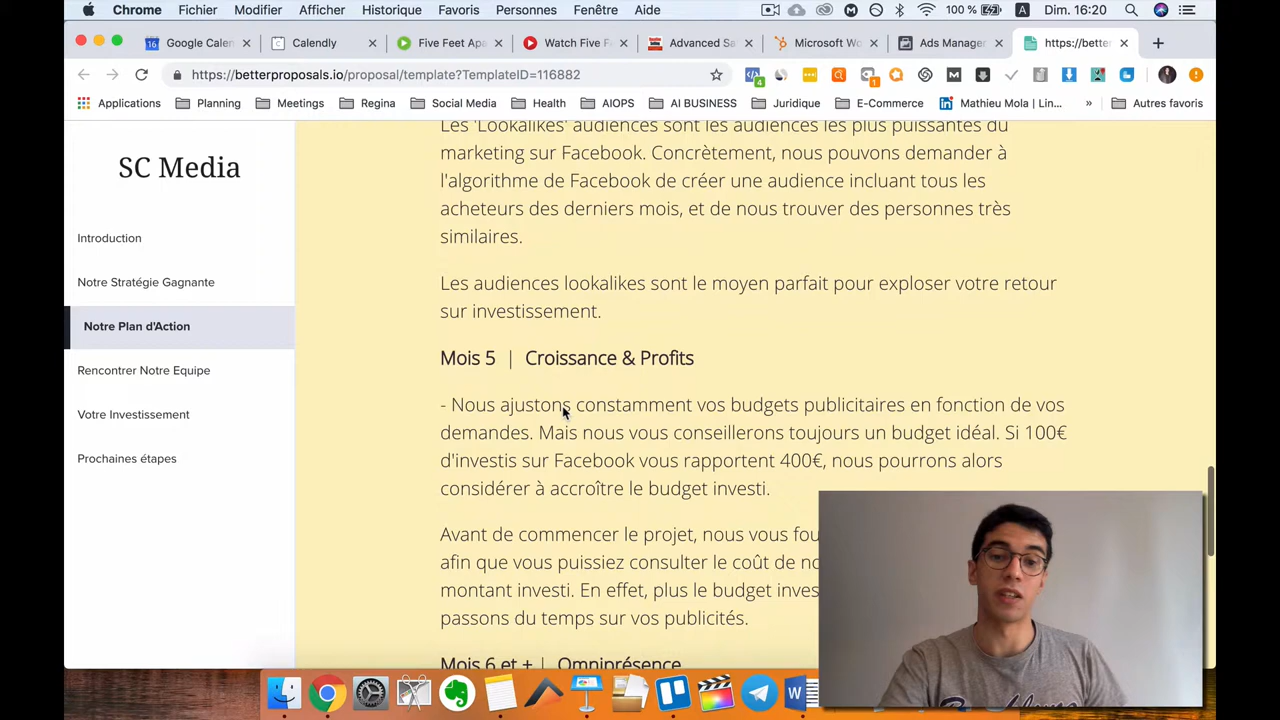 Chrome Fichier Modifier Afficher Historique Favoris Personnes Fenêtre Aide 100 % A Dim. 16:20
16 Google Calen Calendly Five Feet Apa Watch Five F Advanced Sa Microsoft Wo Ads Manager https://bette
https://betterproposals.io/proposal/template?TemplateID=116882
Applications Planning Meetings Regina Social Media Health AIOPS AI BUSINESS Juridique E-Commerce Mathieu Mola | Lin... » Autres favoris
SC Media
Introduction
Notre Stratégie Gagnante
Notre Plan d'Action
Rencontrer Notre Equipe
Votre Investissement
Prochaines étapes
Les 'Lookalikes' audiences sont les audiences les plus puissantes du
marketing sur Facebook. Concrètement, nous pouvons demander à
l'algorithme de Facebook de créer une audience incluant tous les
acheteurs des derniers mois, et de nous trouver des personnes très
similaires.
Les audiences lookalikes sont le moyen parfait pour exploser votre retour
sur investissement.
Mois 5 | Croissance & Profits
- Nous ajustons constamment vos budgets publicitaires en fonction de vos
demandes. Mais nous vous conseillerons toujours un budget idéal. Si 100€
d'investis sur Facebook vous rapportent 400€, nous pourrons alors
considérer à accroître le budget investi.
Avant de commencer le projet, nous vous fou
afin que vous puissiez consulter le coût de no
montant investi. En effet, plus le budget inves
passons du temps sur vos publicités.
Mois 6 et + | Omniprésence